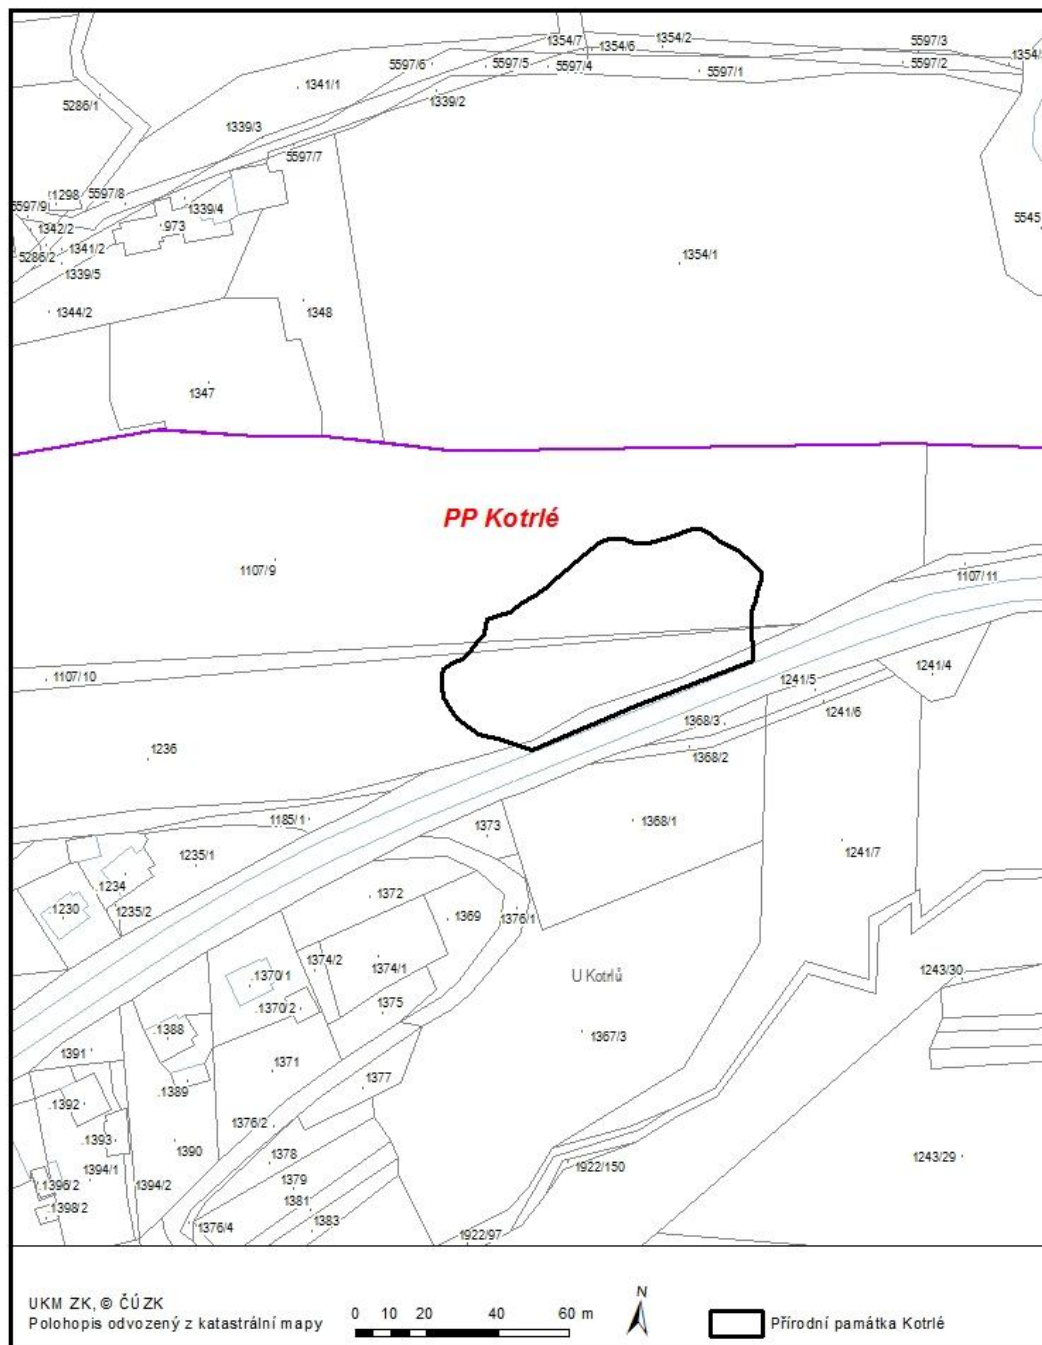 1354/7 1354/6 1354/2 5597/3
5597/6 5597/5 5597/4 5597/1 5597/2
1341/1
5286/1 1339/2
1339/3
5597/7
1298 5597/8
5597/9 1339/4
1342/2 973 5545
1341/2
5286/2
1339/5 1354/1
1344/2 1348
1347
PP Kotrlé
1107/9 1107/11
1107/10 1241/4
1241/5
1241/6
1368/3
1236 1368/2
1185/1 1368/1
1373
1235/1 1241/7
1234
1372
1230 1235/2 1369 1376/1
1374/2 1374/1
1370/1 U Kotrlů 1243/30
1370/2 1375
1388 1367/3
1391 1371
1377
1389
1392
1376/2
1393 1390 1378
1394/1 1243/29
1396/2 1394/2 1379 1922/150
1398/2 1381
1376/4 1383
1922/97
UKM ZK, © ČÚZK
Polohopis odvozený z katastrální mapy
0 10 20 40 60 m
N
Přírodní památka Kotrlé